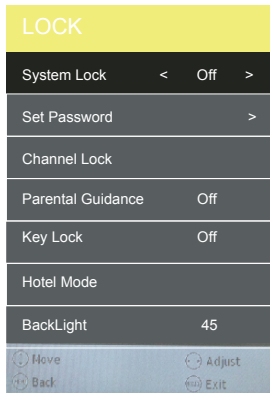 LOCK
System Lock < Off >
Set Password >
Channel Lock
Parental Guidance Off
Key Lock Off
Hotel Mode
BackLight 45
Move Adjust
Back Exit